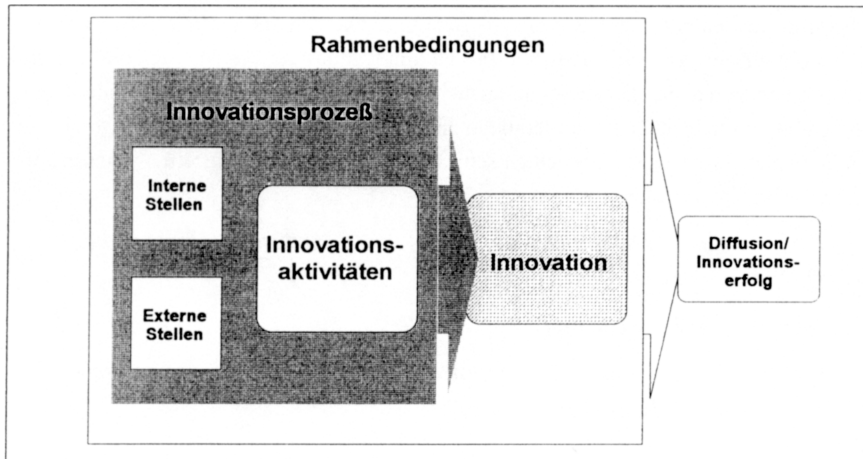 Rahmenbedingungen
Innovationsprozeß
Interne
Stellen
Externe
Stellen
Innovations-
aktivitäten
Innovation
Diffusion/
Innovations-
erfolg